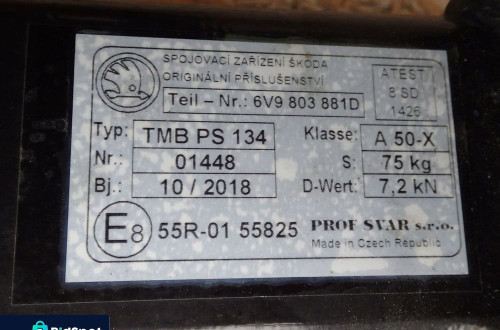 SPOJOVACÍ ZAŘÍZENÍ ŠKODA
ORIGINÁLNÍ PŘÍSLUŠENSTVÍ
Teil – Nr.: 6V9 803 881D
ATEST
8 SD
1426
Typ: TMB PS 134 Klasse: A 50-X
Nr.: 01448 S: 75 kg
Bj.: 10 / 2018 D-Wert: 7,2 kN
E8 55R-01 55825 PROF SVAR s.r.o.
Made in Czech Republic
BidSpot